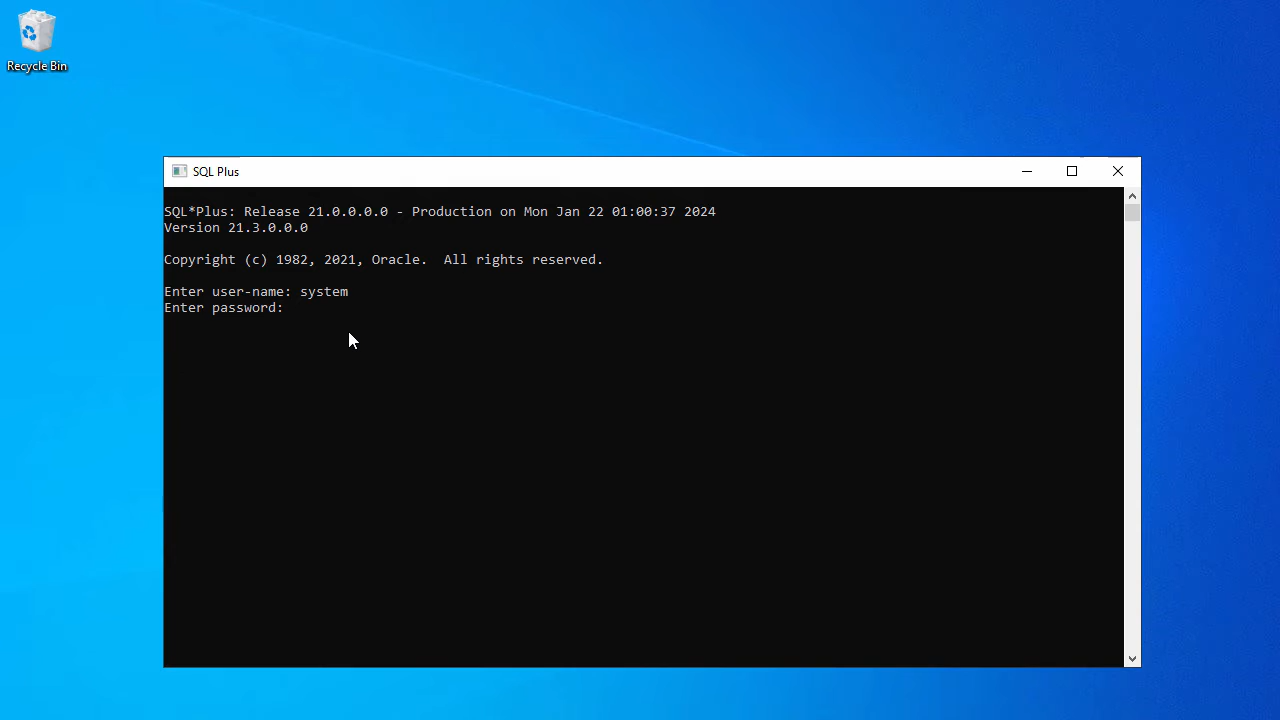 Recycle Bin
SQL Plus
SQL*Plus: Release 21.0.0.0.0 - Production on Mon Jan 22 01:00:37 2024
Version 21.3.0.0.0
Copyright (c) 1982, 2021, Oracle.  All rights reserved.
Enter user-name: system
Enter password: